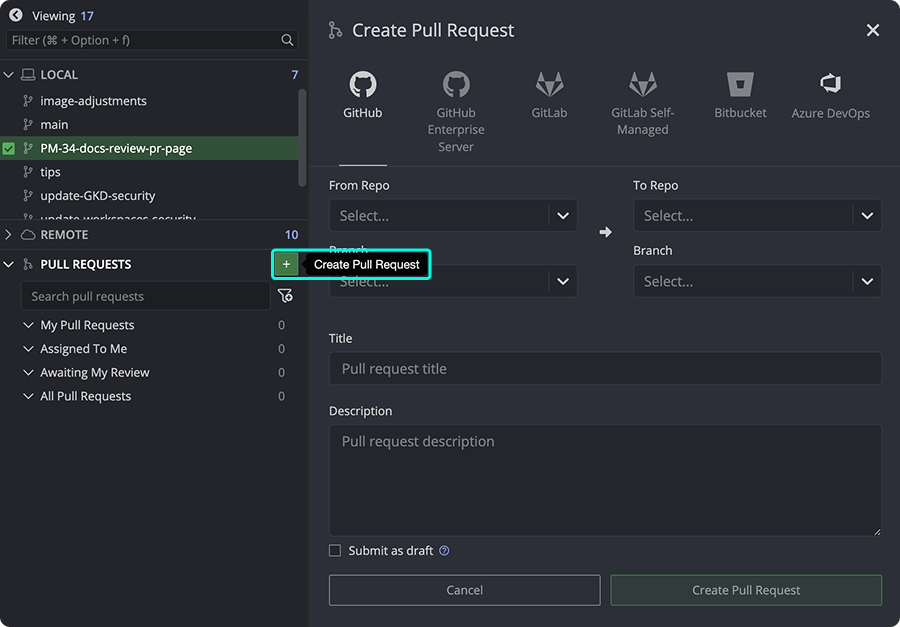 Viewing 17
Filter (⌘ + Option + f)
LOCAL 7
image-adjustments
main
PM-34-docs-review-pr-page
tips
update-GKD-security
update-workspaces-security
REMOTE 10
PULL REQUESTS
+
Create Pull Request
Search pull requests
My Pull Requests 0
Assigned To Me 0
Awaiting My Review 0
All Pull Requests 0
Create Pull Request
GitHub
GitHub
Enterprise
Server
GitLab
GitLab Self-
Managed
Bitbucket
Azure DevOps
From Repo
Select...
Branch
Select...
To Repo
Select...
Branch
Select...
Title
Pull request title
Description
Pull request description
Submit as draft
Cancel
Create Pull Request